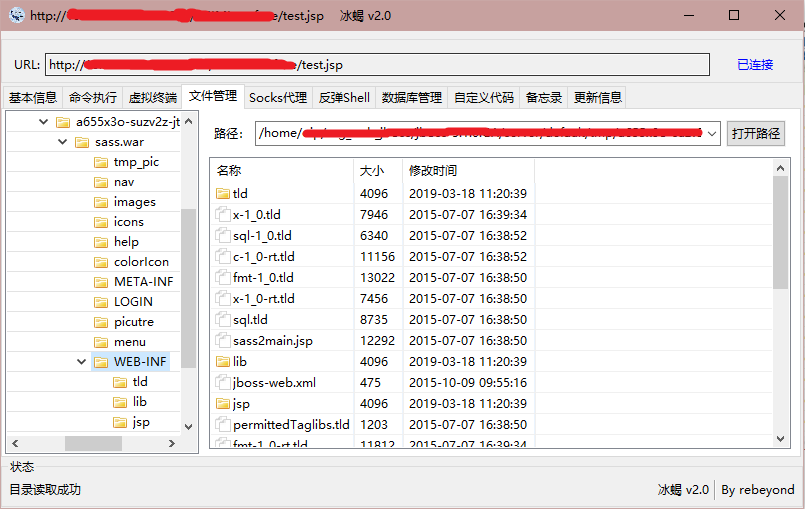 http:// /test.jsp 冰蝎 v2.0
URL: http:// /test.jsp 已连接
基本信息 命令执行 虚拟终端 文件管理 Socks代理 反弹Shell 数据库管理 自定义代码 备忘录 更新信息
a655x3o-suzv2z-jt
sass.war
tmp_pic
nav
images
icons
help
colorIcon
META-INF
LOGIN
picutre
menu
WEB-INF
tld
lib
jsp
路径: /home/ 打开路径
名称 大小 修改时间
tld 4096 2019-03-18 11:20:39
x-1_0.tld 7946 2015-07-07 16:39:34
sql-1_0.tld 6340 2015-07-07 16:38:52
c-1_0-rt.tld 11156 2015-07-07 16:38:52
fmt-1_0.tld 13022 2015-07-07 16:38:50
x-1_0-rt.tld 7456 2015-07-07 16:38:50
sql.tld 8735 2015-07-07 16:38:50
sass2main.jsp 12292 2015-07-07 16:38:50
lib 4096 2019-03-18 11:20:39
jboss-web.xml 475 2015-10-09 09:55:16
jsp 4096 2019-03-18 11:20:39
permittedTaglibs.tld 1203 2015-07-07 16:38:50
fmt-1_0-rt.tld 11812 2015-07-07 16:39:34
状态
目录读取成功 冰蝎 v2.0 By rebeyond